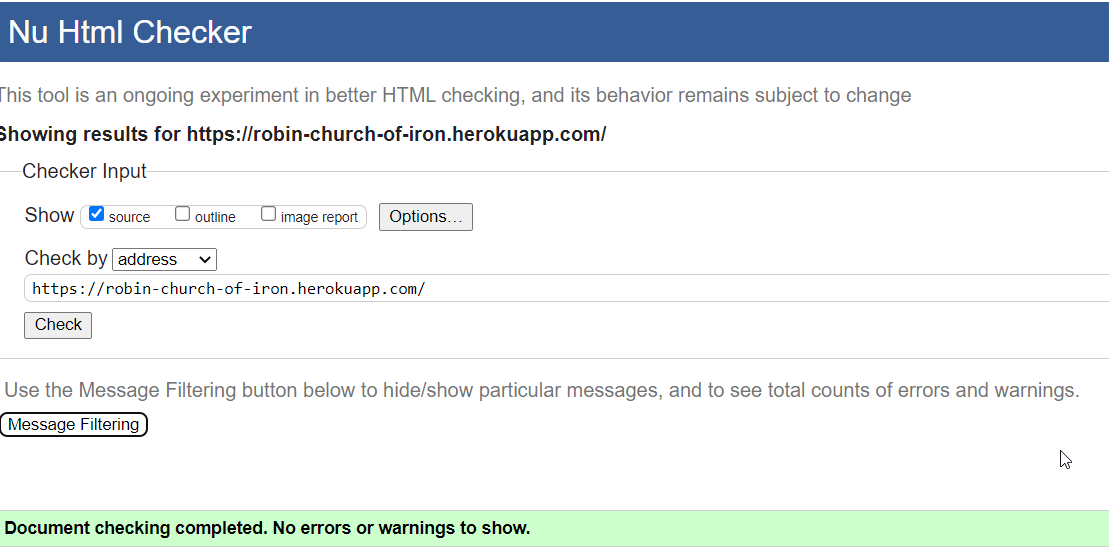 Nu Html Checker
This tool is an ongoing experiment in better HTML checking, and its behavior remains subject to change
Showing results for https://robin-church-of-iron.herokuapp.com/
Checker Input
Show source outline image report Options...
Check by address
https://robin-church-of-iron.herokuapp.com/
Check
Use the Message Filtering button below to hide/show particular messages, and to see total counts of errors and warnings.
Message Filtering
Document checking completed. No errors or warnings to show.